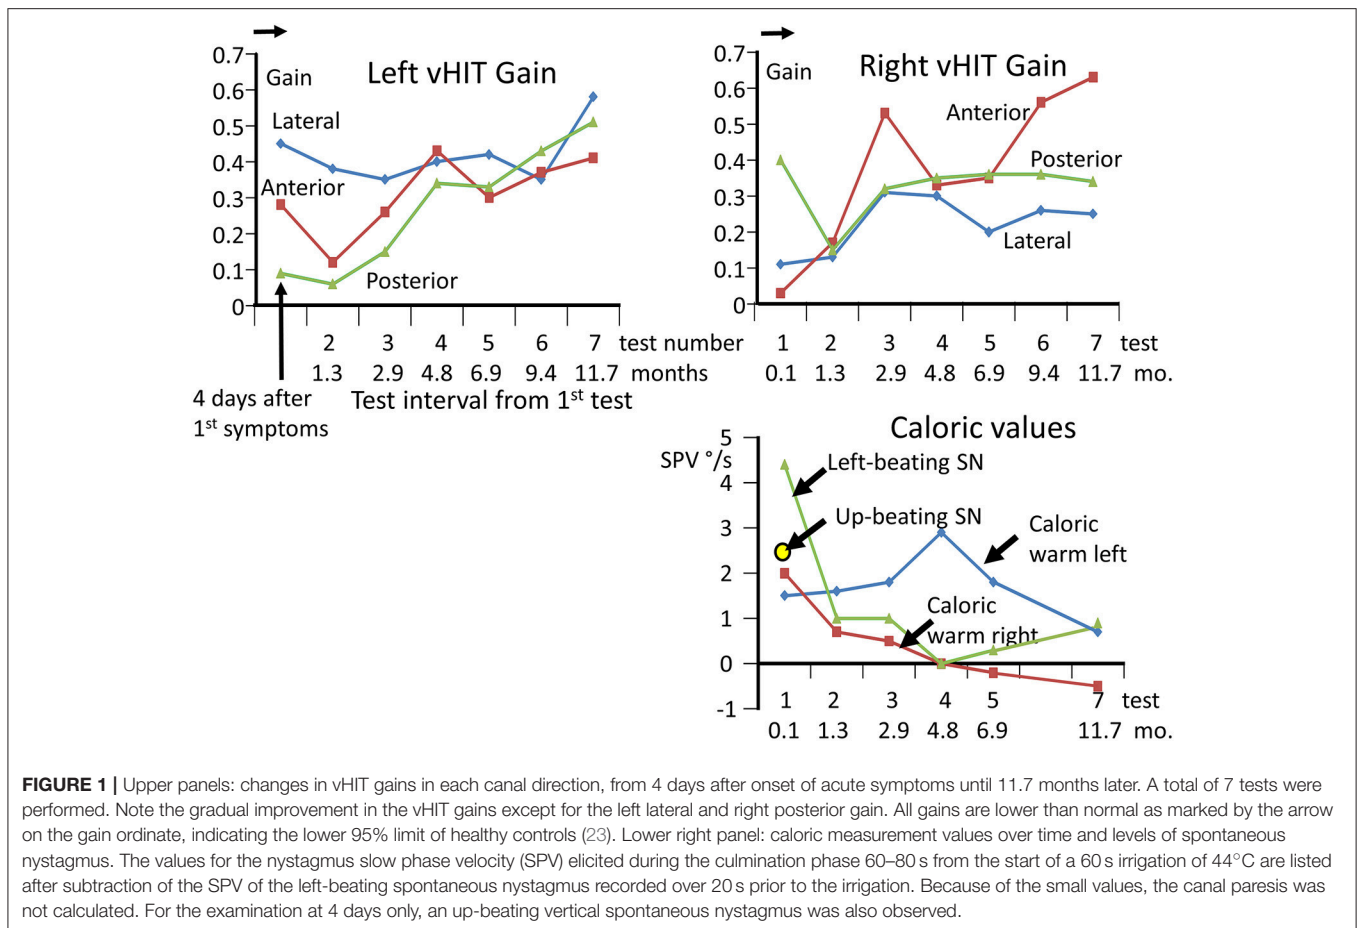 Left vHIT Gain
Gain
0.7
0.6
0.5
0.4
0.3
0.2
0.1
0
Lateral
Anterior
Posterior
2 3 4 5 6 7 test number
1.3 2.9 4.8 6.9 9.4 11.7 months
4 days after
1st symptoms
Test interval from 1st test
Right vHIT Gain
Gain
0.7
0.6
0.5
0.4
0.3
0.2
0.1
0
Anterior
Posterior
Lateral
1 2 3 4 5 6 7 test
0.1 1.3 2.9 4.8 6.9 9.4 11.7 mo.
Caloric values
SPV °/s
5
4
3
2
1
0
-1
Left-beating SN
Up-beating SN
Caloric
warm left
Caloric
warm right
1 2 3 4 5 7 test
0.1 1.3 2.9 4.8 6.9 11.7 mo.
FIGURE 1 | Upper panels: changes in vHIT gains in each canal direction, from 4 days after onset of acute symptoms until 11.7 months later. A total of 7 tests were
performed. Note the gradual improvement in the vHIT gains except for the left lateral and right posterior gain. All gains are lower than normal as marked by the arrow
on the gain ordinate, indicating the lower 95% limit of healthy controls (23). Lower right panel: caloric measurement values over time and levels of spontaneous
nystagmus. The values for the nystagmus slow phase velocity (SPV) elicited during the culmination phase 60–80 s from the start of a 60 s irrigation of 44°C are listed
after subtraction of the SPV of the left-beating spontaneous nystagmus recorded over 20 s prior to the irrigation. Because of the small values, the canal paresis was
not calculated. For the examination at 4 days only, an up-beating vertical spontaneous nystagmus was also observed.